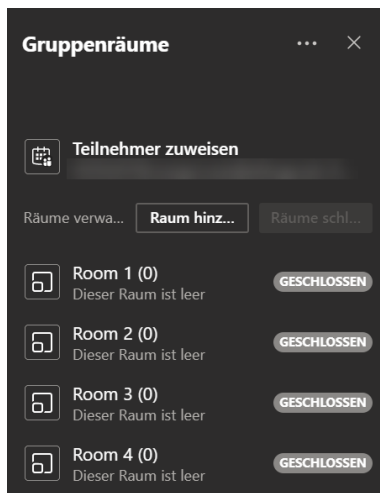 Gruppenräume
Teilnehmer zuweisen
Räume verwa... Raum hinz... Räume schl...
Room 1 (0) GESCHLOSSEN
Dieser Raum ist leer
Room 2 (0) GESCHLOSSEN
Dieser Raum ist leer
Room 3 (0) GESCHLOSSEN
Dieser Raum ist leer
Room 4 (0) GESCHLOSSEN
Dieser Raum ist leer